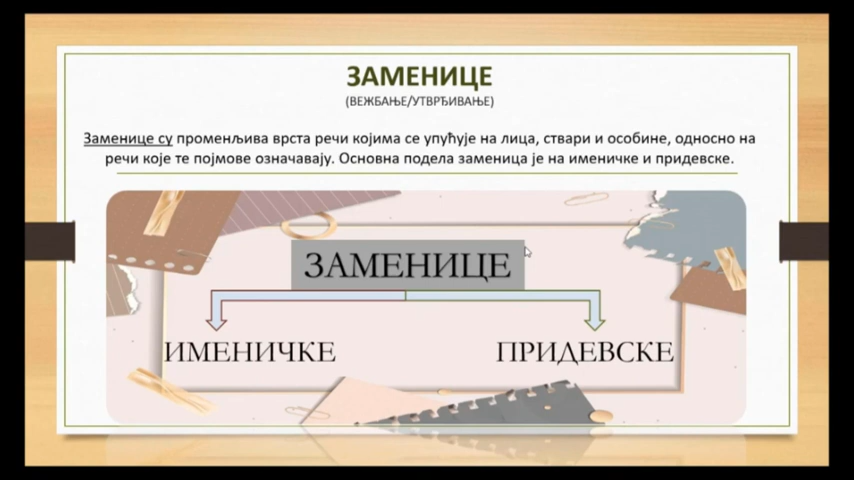 ЗАМЕНИЦЕ
(ВЕЖБАЊЕ/УТВРЂИВАЊЕ)
Заменице су променљива врста речи којима се упућује на лица, ствари и особине, односно на
речи које те појмове означавају. Основна подела заменица је на именичке и придевске.
ЗАМЕНИЦЕ
ИМЕНИЧКЕ
ПРИДЕВСКЕ